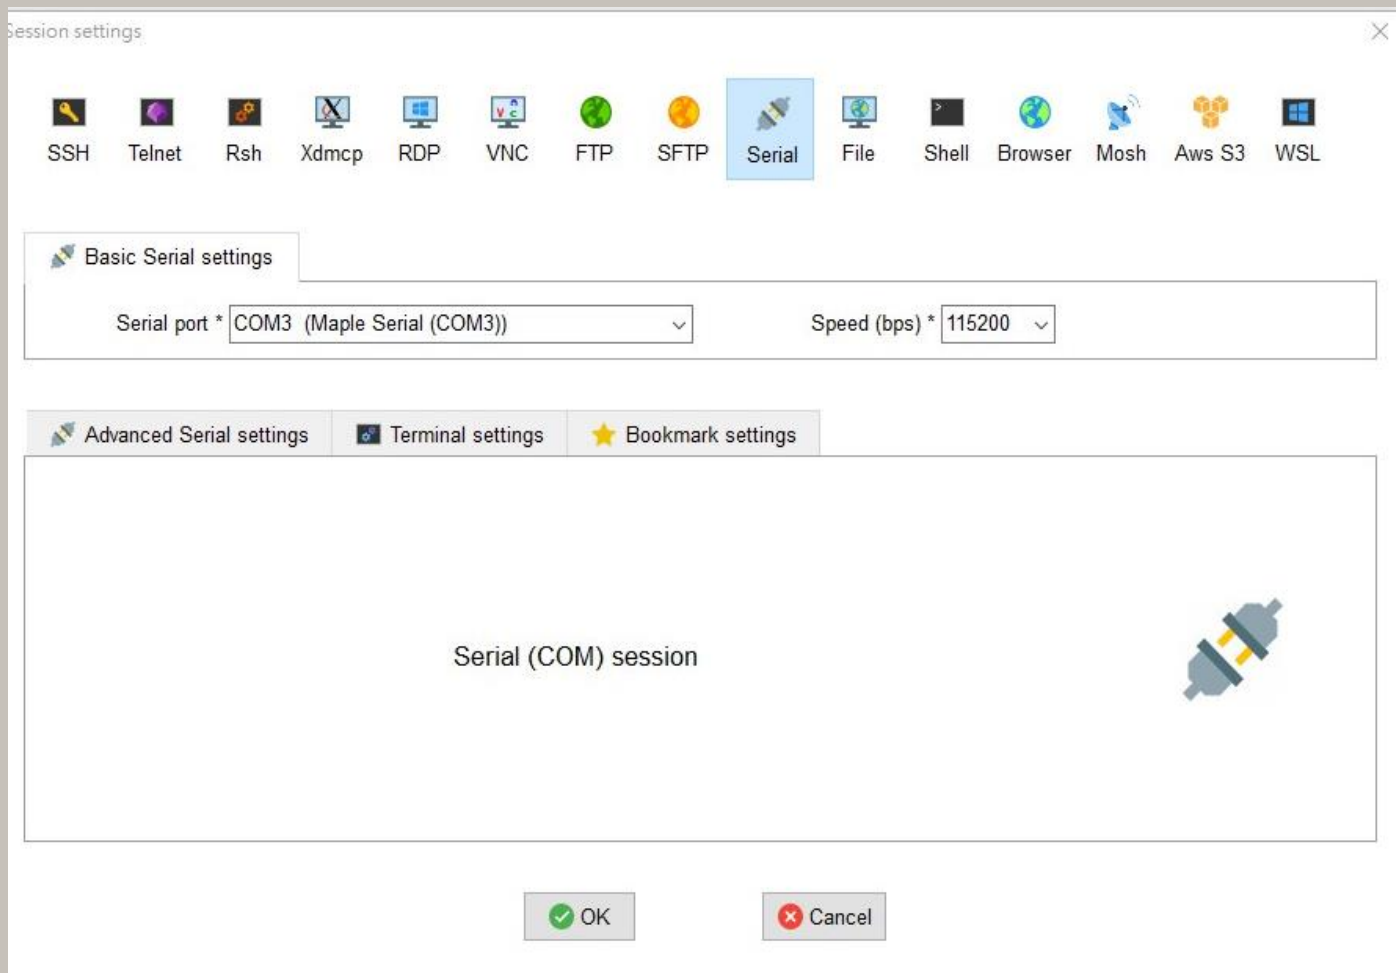 Session settings
SSH Telnet Rsh Xdmcp RDP VNC FTP SFTP Serial File Shell Browser Mosh Aws S3 WSL
Basic Serial settings
Serial port * COM3 (Maple Serial (COM3)) Speed (bps) * 115200
Advanced Serial settings Terminal settings Bookmark settings
Serial (COM) session
OK Cancel